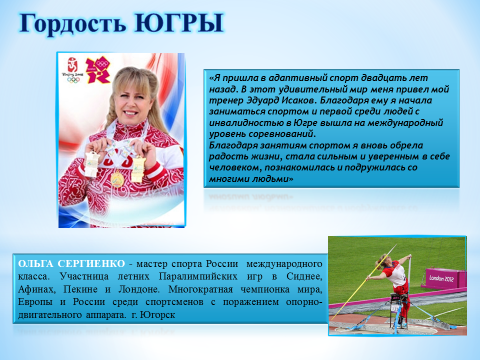 Гордость ЮГРЫ
«Я пришла в адаптивный спорт двадцать лет
назад. В этот удивительный мир меня привел мой
тренер Эдуард Исаков. Благодаря ему я начала
заниматься спортом и первой среди людей с
инвалидностью в Югре вышла на международный
уровень соревнований.
Благодаря занятиям спортом я вновь обрела
радость жизни, стала сильным и уверенным в себе
человеком, познакомилась и подружилась со
многими людьми»
ОЛЬГА СЕРГИЕНКО - мастер спорта России международного
класса. Участница летних Паралимпийских игр в Сиднее,
Афинах, Пекине и Лондоне. Многократная чемпионка мира,
Европы и России среди спортсменов с поражением опорно-
двигательного аппарата. г. Югорск
London 2012